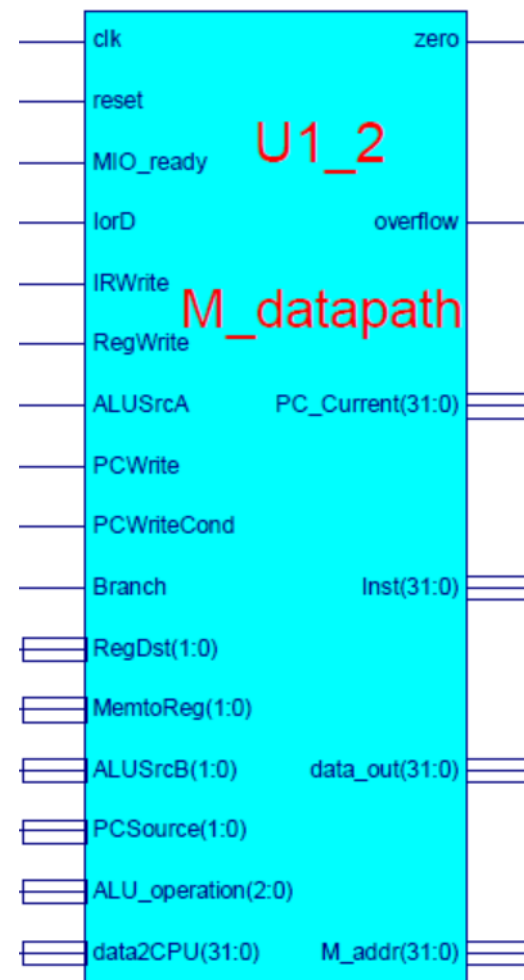 clk zero
reset
U1_2
MIO_ready
IorD overflow
IRWrite
M_datapath
RegWrite
ALUSrcA PC_Current(31:0)
PCWrite
PCWriteCond
Branch Inst(31:0)
RegDst(1:0)
MemtoReg(1:0)
ALUSrcB(1:0) data_out(31:0)
PCSource(1:0)
ALU_operation(2:0)
data2CPU(31:0) M_addr(31:0)